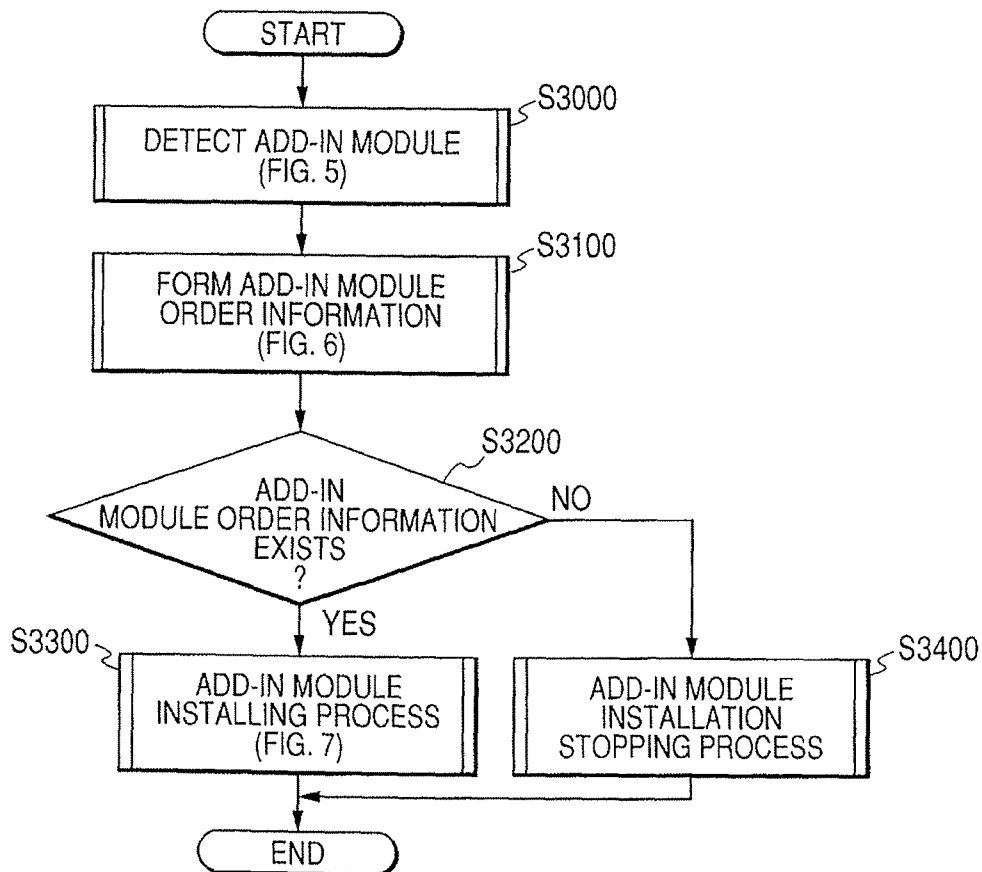 START
S3000
DETECT ADD-IN MODULE
(FIG. 5)
S3100
FORM ADD-IN MODULE
ORDER INFORMATION
(FIG. 6)
S3200
ADD-IN
MODULE ORDER INFORMATION
EXISTS
?
NO
YES
S3300
ADD-IN MODULE
INSTALLING PROCESS
(FIG. 7)
S3400
ADD-IN MODULE
INSTALLATION
STOPPING PROCESS
END